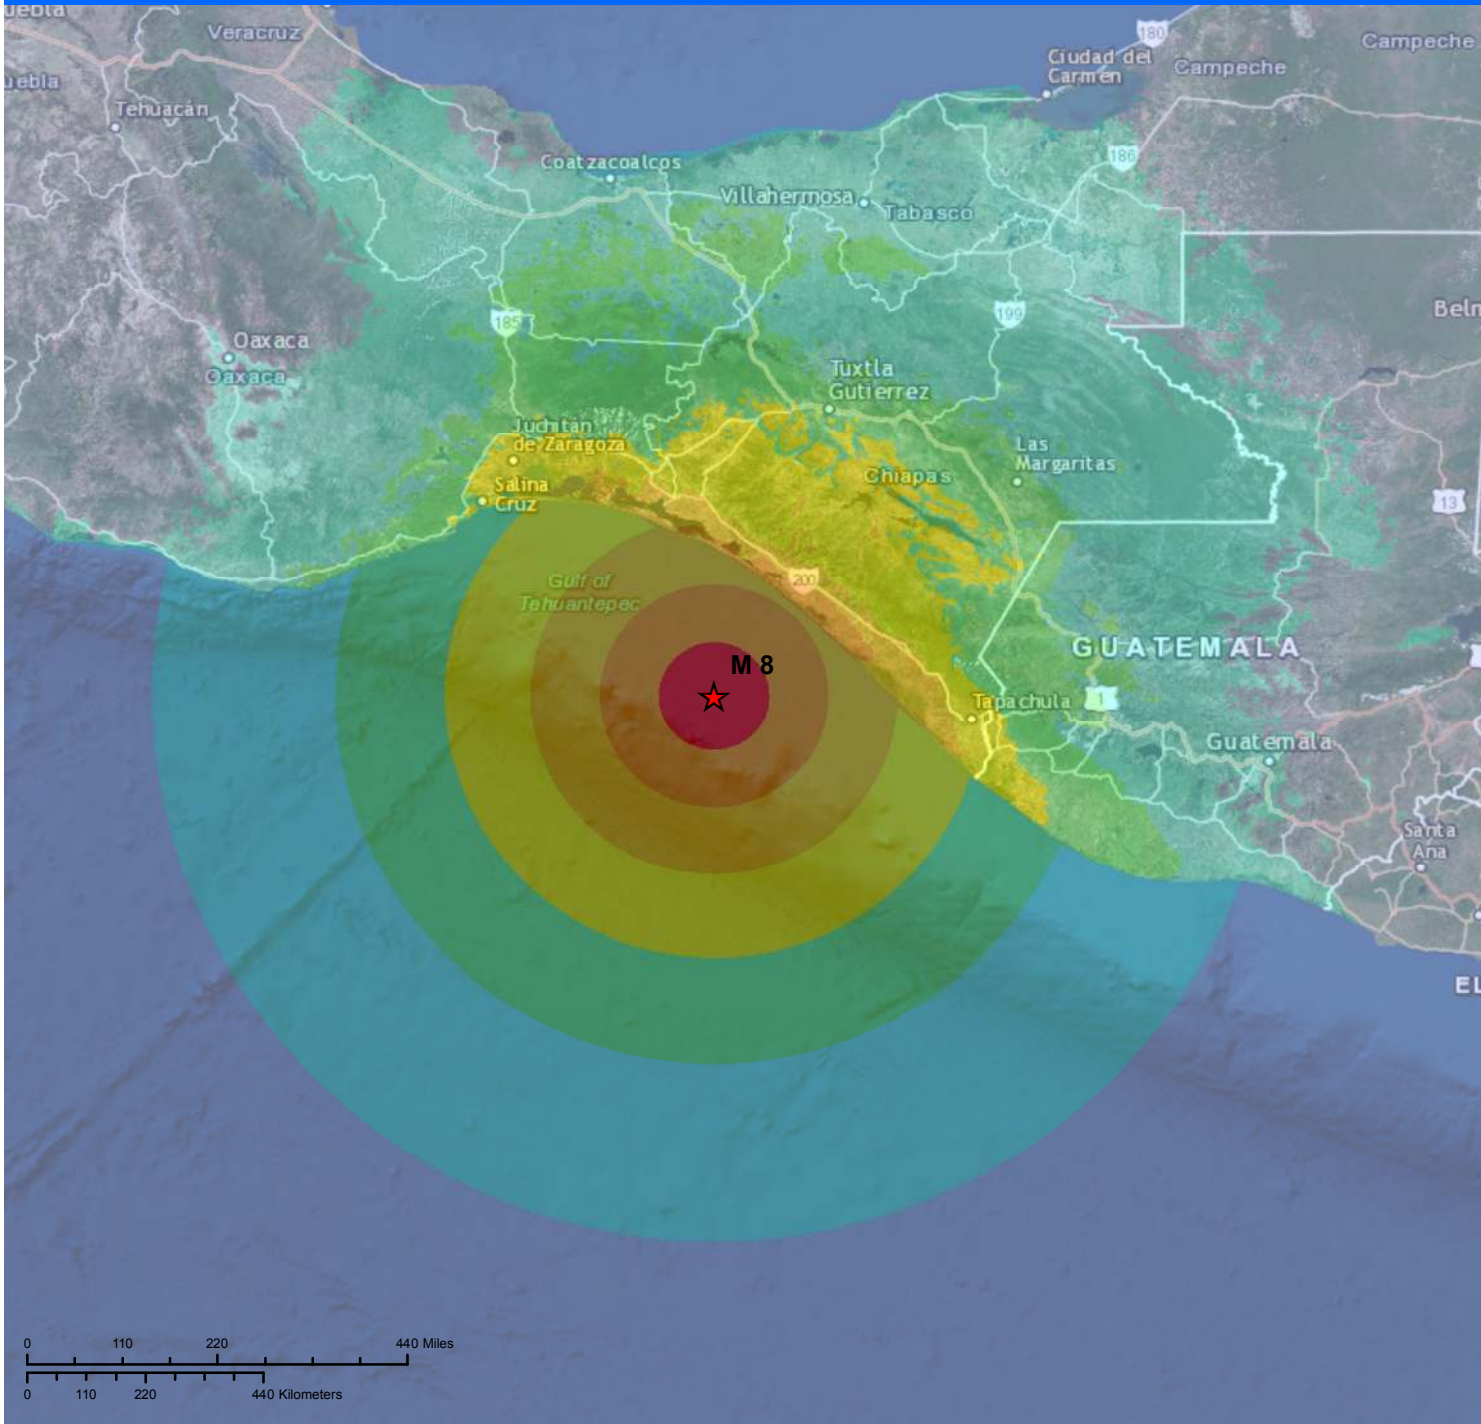 uebla
Veracruz
180
Campeche
Ciudad del
Carmen
Campeche
uebla
Tehuacán
186
Coatzacoalcos
Villahermosa
Tabasco
185
199
Beln
Oaxaca
Oaxaca
Tuxtla
Gutierrez
Juchitán
de Zaragoza
Las
Margaritas
Chiapas
Salina
Cruz
13
200
Gulf of
Tehuantepec
GUATEMALA
M 8
Tapachula
1
Guatemala
Santa
Ana
EL
0 110 220 440 Miles
0 110 220 440 Kilometers